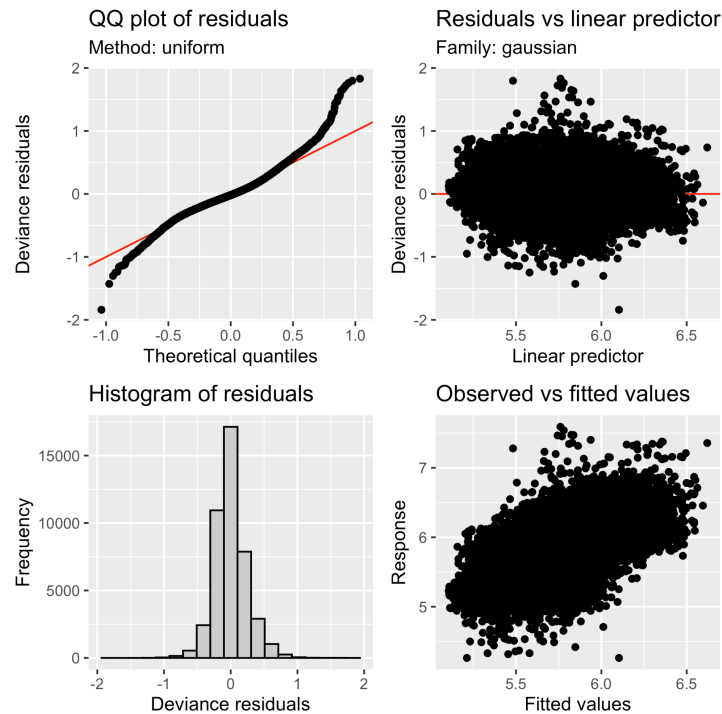 QQ plot of residuals
Method: uniform
Deviance residuals
2
1
0
-1
-2
-1.0
-0.5
0.0
0.5
1.0
Theoretical quantiles
Residuals vs linear predictor
Family: gaussian
Deviance residuals
2
1
0
-1
-2
5.5
6.0
6.5
Linear predictor
Histogram of residuals
Frequency
15000
10000
5000
0
-2
-1
0
1
2
Deviance residuals
Observed vs fitted values
Response
7
6
5
5.5
6.0
6.5
Fitted values